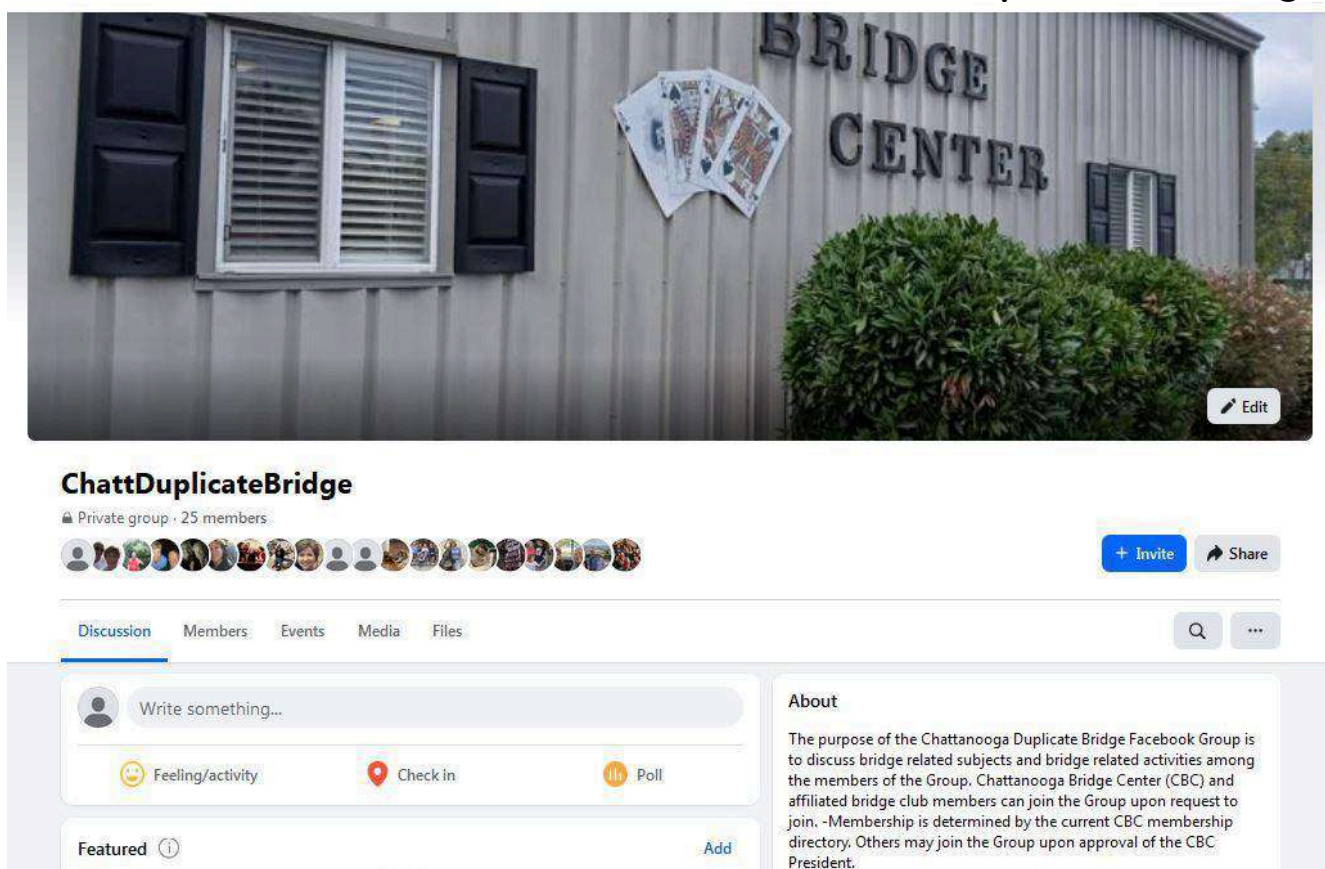 BRIDGE
CENTER
Edit
ChattDuplicateBridge
Private group · 25 members
+ Invite
Share
Discussion Members Events Media Files
Write something...
Feeling/activity Check in Poll
Featured
Add
About
The purpose of the Chattanooga Duplicate Bridge Facebook Group is
to discuss bridge related subjects and bridge related activities among
the members of the Group. Chattanooga Bridge Center (CBC) and
affiliated bridge club members can join the Group upon request to
join. -Membership is determined by the current CBC membership
directory. Others may join the Group upon approval of the CBC
President.